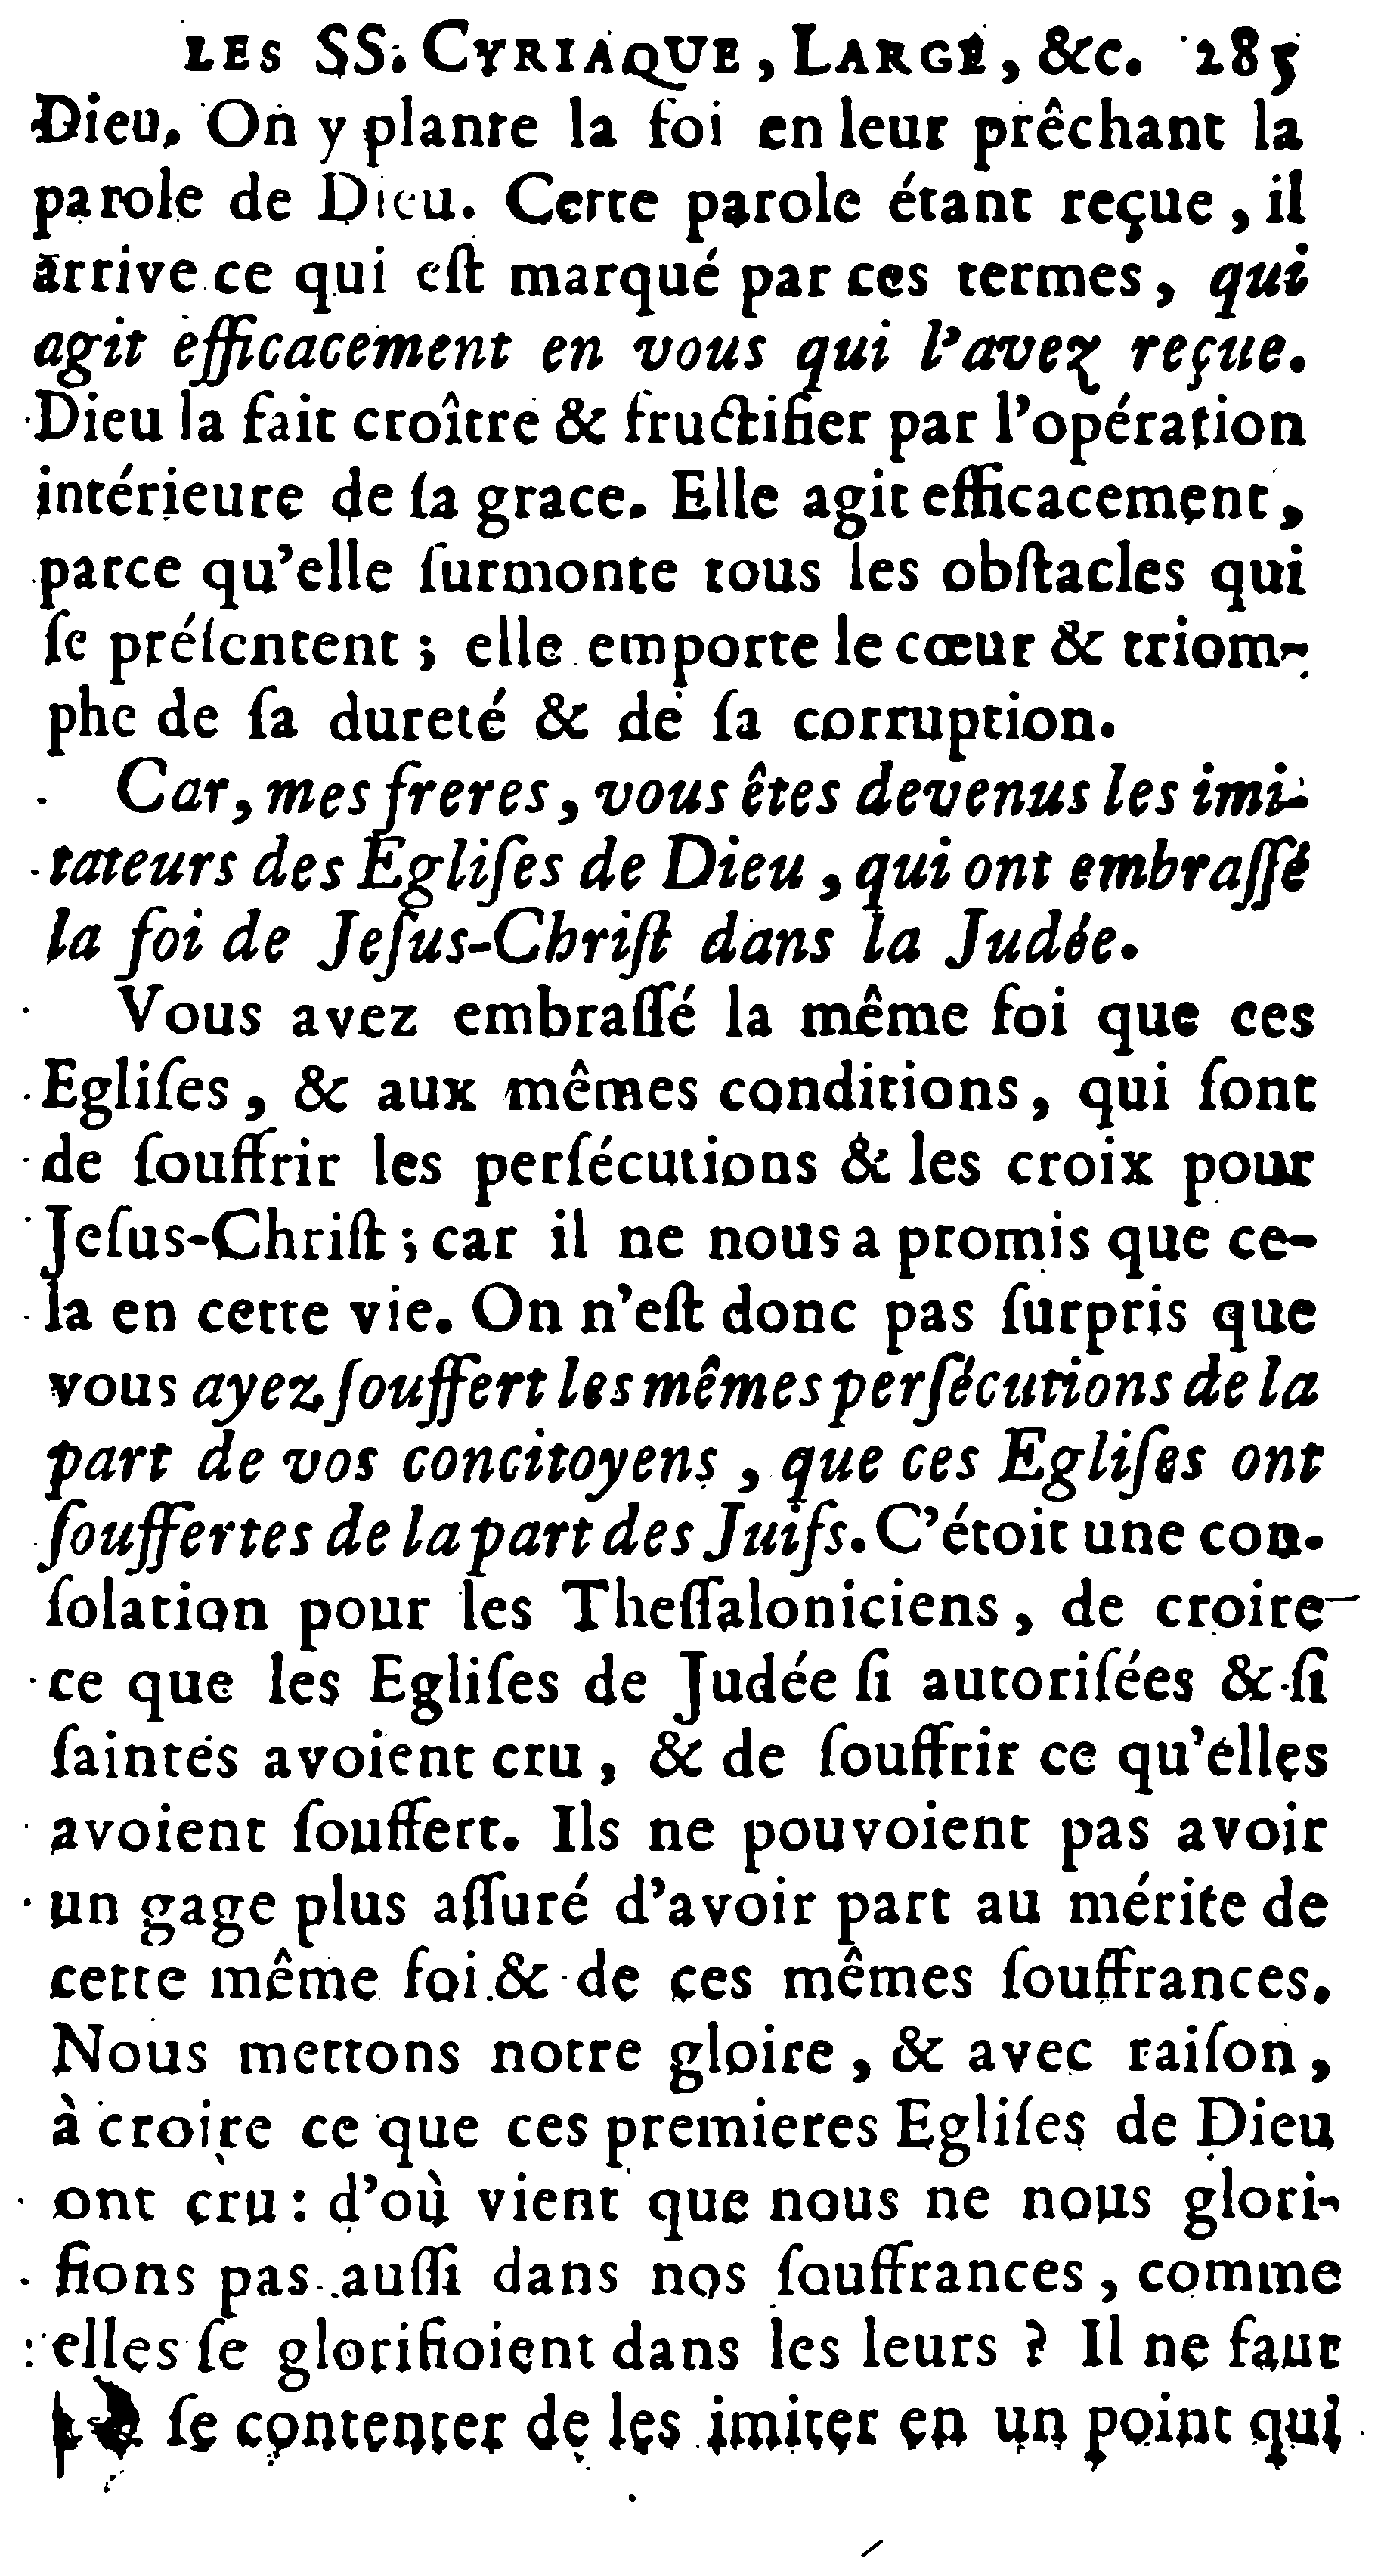 LES SS. CYRIAQUE, LARGE, &c. 285
Dieu. On y plante la foi en leur prêchant la
parole de Dieu. Cette parole étant reçue, il
arrive ce qui eſt marqué par ces termes, qui
agit efficacement en vous qui l'avez reçue.
Dieu la fait croître & fructifier par l'opération
intérieure de ſa grace. Elle agit efficacement,
parce qu'elle ſurmonte tous les obſtacles qui
ſe préſentent; elle emporte le cœur & triom-
phe de ſa dureté & de ſa corruption.
Car, mes freres, vous êtes devenus les imi-
tateurs des Egliſes de Dieu, qui ont embraſſé
la foi de Jeſus-Chriſt dans la Judée.
Vous avez embraſſé la même foi que ces
Egliſes, & aux mêmes conditions, qui ſont
de ſouffrir les perſécutions & les croix pour
Jeſus-Chriſt; car il ne nous a promis que ce-
la en cette vie. On n'eſt donc pas ſurpris que
vous ayez ſouffert les mêmes perſécutions de la
part de vos concitoyens, que ces Egliſes ont
ſouffertes de la part des Juifs. C'étoit une con-
ſolation pour les Theſſaloniciens, de croire
ce que les Egliſes de Judée ſi autoriſées & ſi
ſaintes avoient cru, & de ſouffrir ce qu'elles
avoient ſouffert. Ils ne pouvoient pas avoir
un gage plus aſſuré d'avoir part au mérite de
cette même foi & de ces mêmes ſouffrances.
Nous mettons notre gloire, & avec raiſon,
à croire ce que ces premieres Egliſes de Dieu
ont cru: d'où vient que nous ne nous glori-
fions pas auſſi dans nos ſouffrances, comme
elles ſe glorifioient dans les leurs? Il ne faut
ſe contenter de les imiter en un point qui